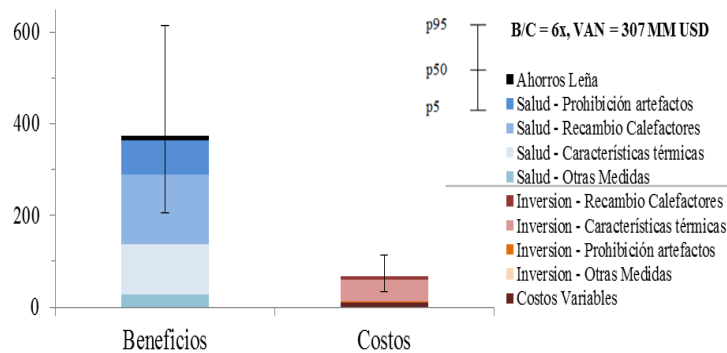 600
400
200
0
Beneficios
Costos
p95
p50
p5
B/C = 6x, VAN = 307 MM USD
Ahorros Leña
Salud - Prohibición artefactos
Salud - Recambio Calefactores
Salud - Características térmicas
Salud - Otras Medidas
Inversion - Recambio Calefactores
Inversion - Características térmicas
Inversion - Prohibición artefactos
Inversion - Otras Medidas
Costos Variables